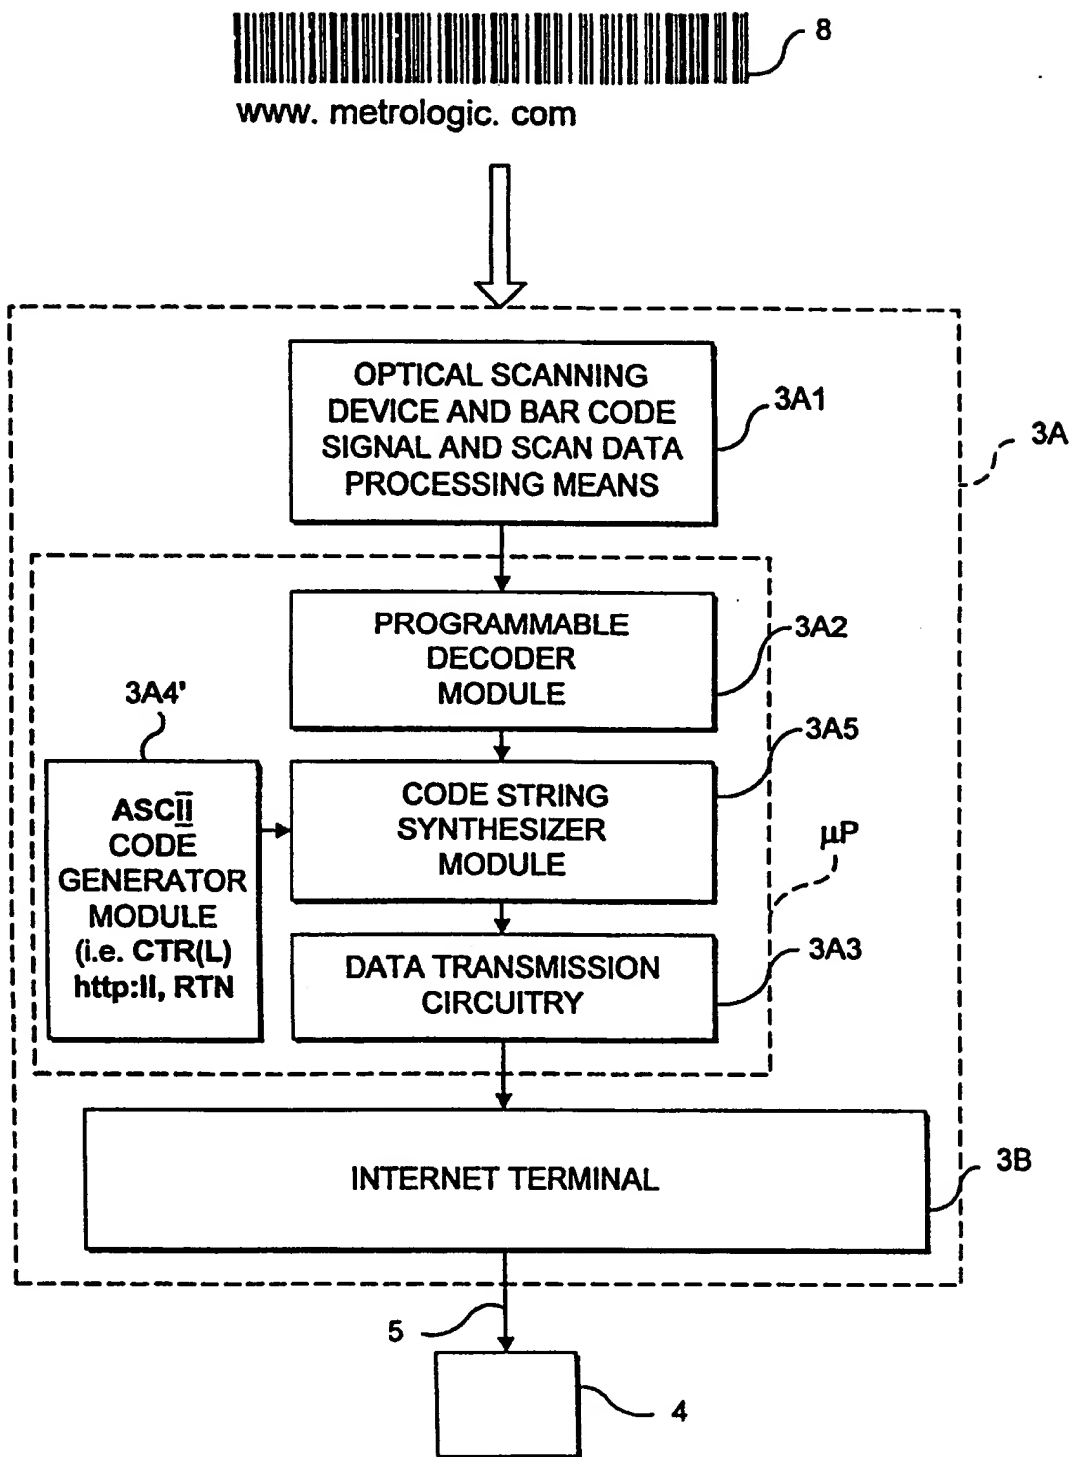 8
www. metrologic. com
OPTICAL SCANNING
DEVICE AND BAR CODE
SIGNAL AND SCAN DATA
PROCESSING MEANS
3A1
3A
PROGRAMMABLE
DECODER
MODULE
3A2
3A4'
3A5
ASCII
CODE
GENERATOR
MODULE
(i.e. CTR(L)
http:II, RTN
CODE STRING
SYNTHESIZER
MODULE
μP
DATA TRANSMISSION
CIRCUITRY
3A3
INTERNET TERMINAL
3B
5
4